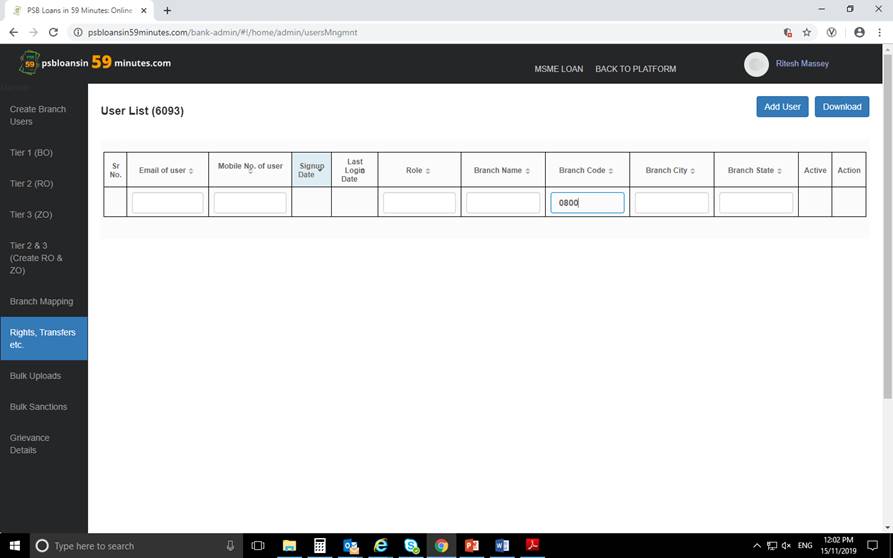 PSB Loans in 59 Minutes: Online
psbloansin59minutes.com/bank-admin/#!/home/admin/usersMngmnt
PSB
59
psbloansin 59 minutes.com
MSME LOAN
BACK TO PLATFORM
Ritesh Massey
Create Branch
Users
Tier 1 (BO)
Tier 2 (RO)
Tier 3 (ZO)
Tier 2 & 3
(Create RO &
ZO)
Branch Mapping
Rights, Transfers
etc.
Bulk Uploads
Bulk Sanctions
Grievance
Details
User List (6093)
Add User
Download
Sr
No.
Email of user
Mobile No. of user
Signup
Date
Last
Login
Date
Role
Branch Name
Branch Code
Branch City
Branch State
Active
Action
0800
Type here to search
ENG
12:02 PM
15/11/2019